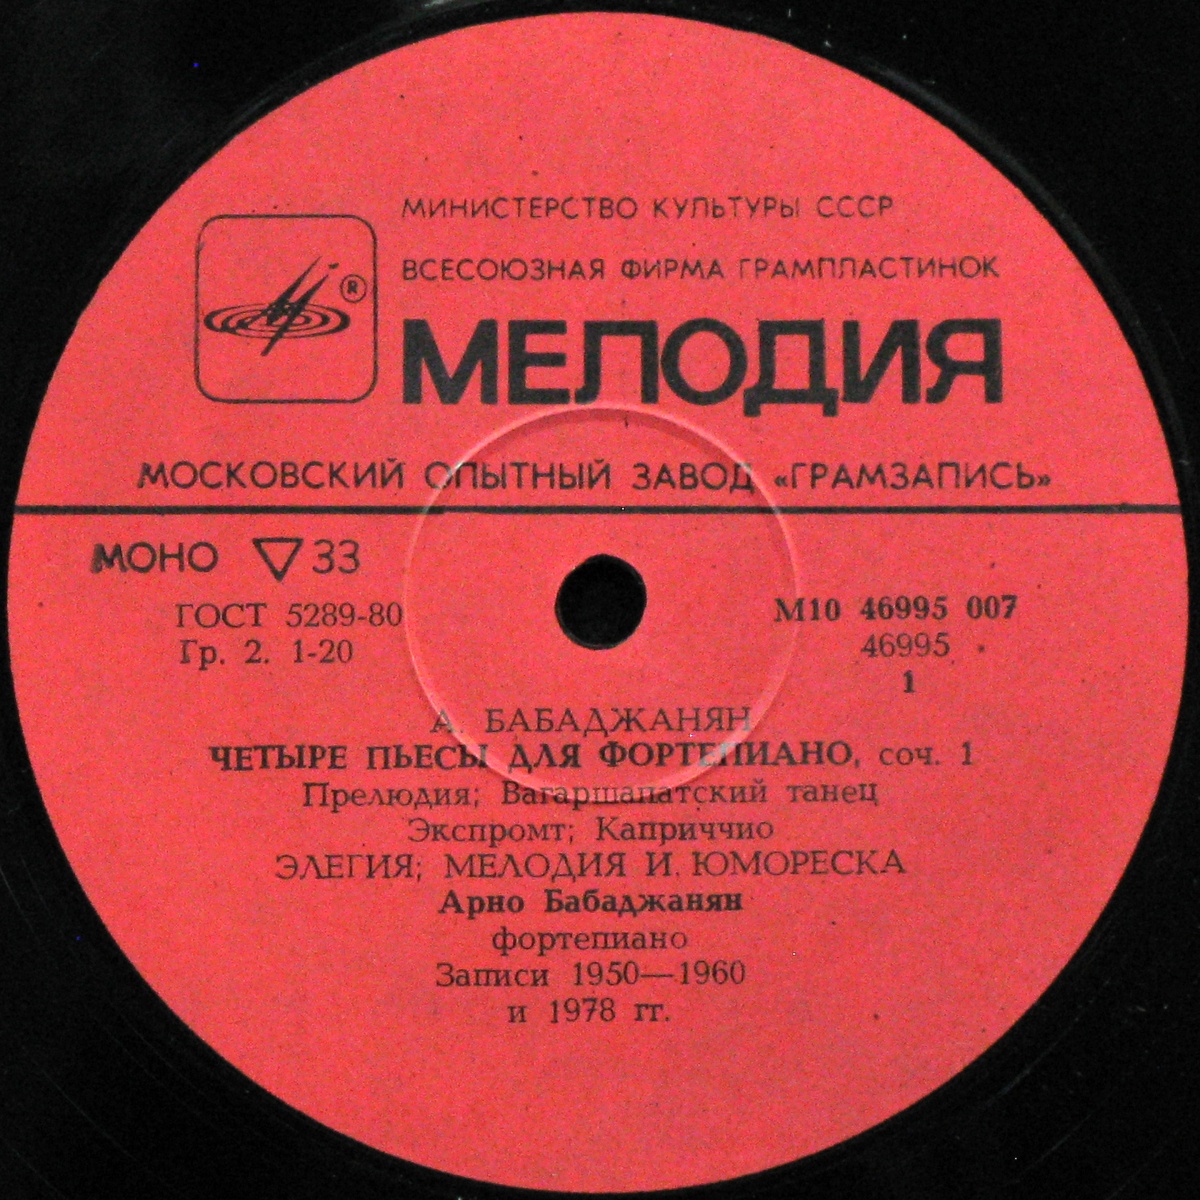 МИНИСТЕРСТВО КУЛЬТУРЫ СССР
ВСЕСОЮЗНАЯ ФИРМА ГРАМПЛАСТИНОК
®
МЕЛОДИЯ
МОСКОВСКИЙ ОПЫТНЫЙ ЗАВОД «ГРАМЗАПИСЬ»
МОНО ▽ 33
ГОСТ 5289-80
Гр. 2. 1-20
М10 46995 007
46995
1
А. БАБАДЖАНЯН
ЧЕТЫРЕ ПЬЕСЫ ДЛЯ ФОРТЕПИАНО, соч. 1
Прелюдия; Вагаршапатский танец
Экспромт; Каприччио
ЭЛЕГИЯ; МЕЛОДИЯ И. ЮМОРЕСКА
Арно Бабаджанян
фортепиано
Записи 1950—1960
и 1978 гг.